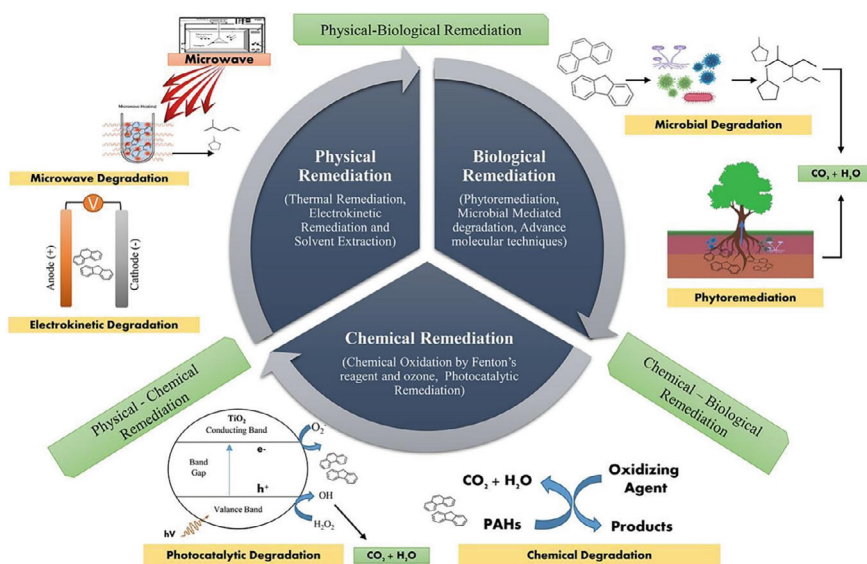 Physical-Biological Remediation
Microwave
Microwave Heating
Microwave Degradation
V
Anode (+)
Cathode (-)
Electrokinetic Degradation
Physical
Remediation
(Thermal Remediation,
Electrokinetic
Remediation and
Solvent Extraction)
Biological
Remediation
(Phytoremediation,
Microbial Mediated
degradation, Advance
molecular techniques)
Chemical Remediation
(Chemical Oxidation by Fenton's
reagent and ozone, Photocatalytic
Remediation)
Microbial Degradation
CO₂ + H₂O
Phytoremediation
Physical - Chemical
Remediation
Chemical – Biological
Remediation
TiO₂
Conducting Band
O₂⁻
e-
Band
Gap
h⁺
OH
Valance Band
H₂O₂
hV
Photocatalytic Degradation
CO₂ + H₂O
CO₂ + H₂O
Oxidizing
Agent
PAHs
Products
Chemical Degradation